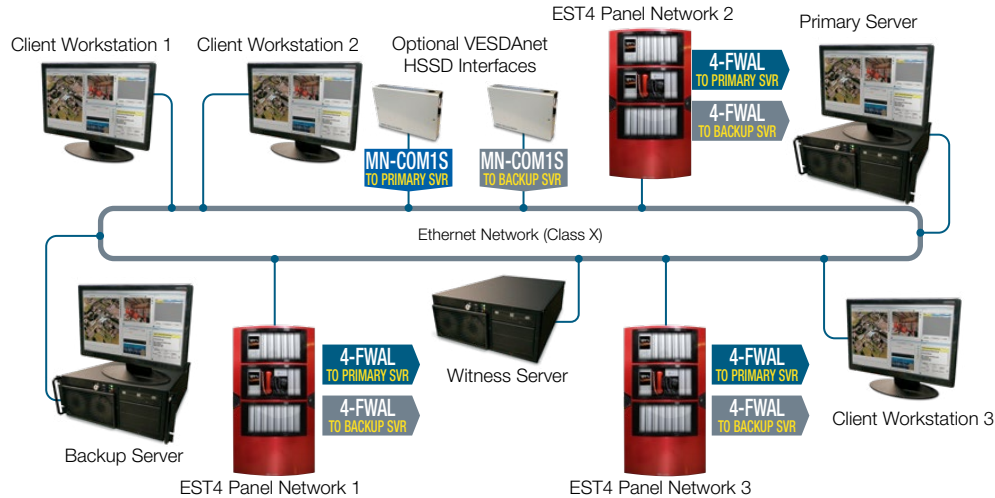 Client Workstation 1
Client Workstation 2
Optional VESDAnet
HSSD Interfaces
EST4 Panel Network 2
Primary Server
4-FWAL
TO PRIMARY SVR
4-FWAL
TO BACKUP SVR
MN-COM1S
TO PRIMARY SVR
MN-COM1S
TO BACKUP SVR
Ethernet Network (Class X)
Backup Server
EST4 Panel Network 1
4-FWAL
TO PRIMARY SVR
4-FWAL
TO BACKUP SVR
Witness Server
EST4 Panel Network 3
4-FWAL
TO PRIMARY SVR
4-FWAL
TO BACKUP SVR
Client Workstation 3